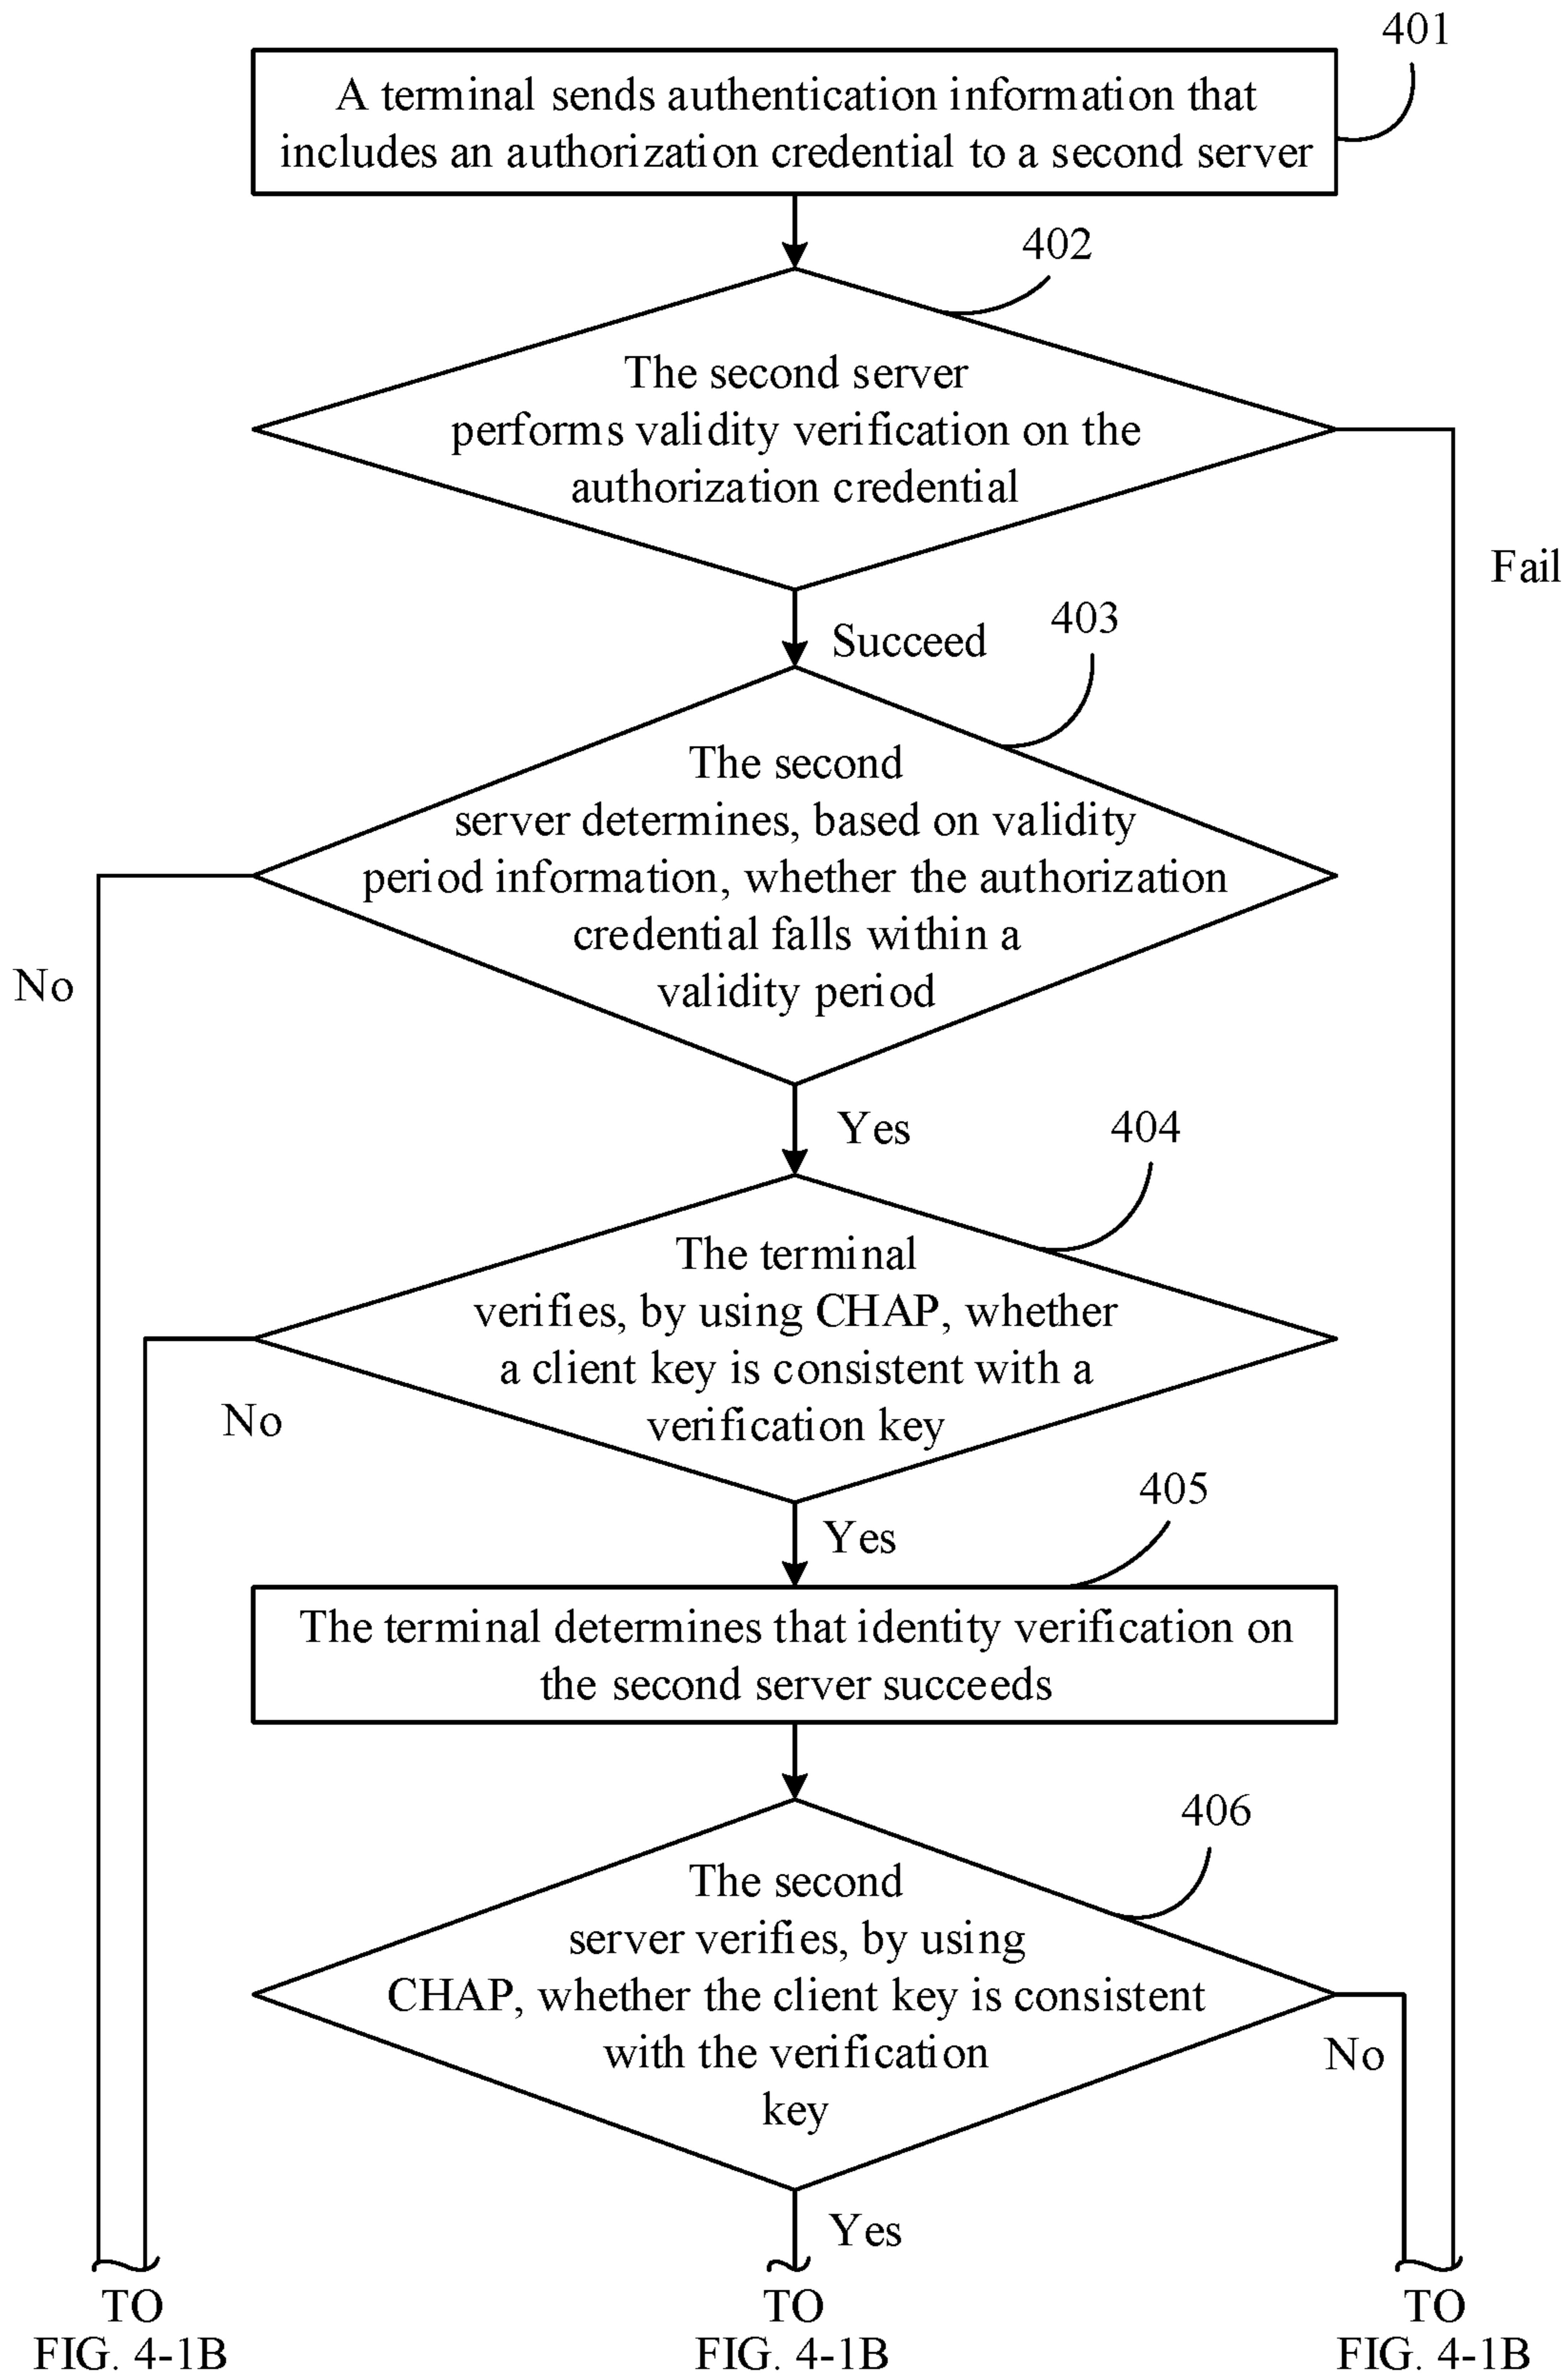 401
A terminal sends authentication information that
includes an authorization credential to a second server
402
The second server
performs validity verification on the
authorization credential
Fail
Succeed
403
The second
server determines, based on validity
period information, whether the authorization
credential falls within a
validity period
No
Yes
404
The terminal
verifies, by using CHAP, whether
a client key is consistent with a
verification key
No
Yes
405
The terminal determines that identity verification on
the second server succeeds
406
The second
server verifies, by using
CHAP, whether the client key is consistent
with the verification
key
No
Yes
TO
FIG. 4-1B
TO
FIG. 4-1B
TO
FIG. 4-1B